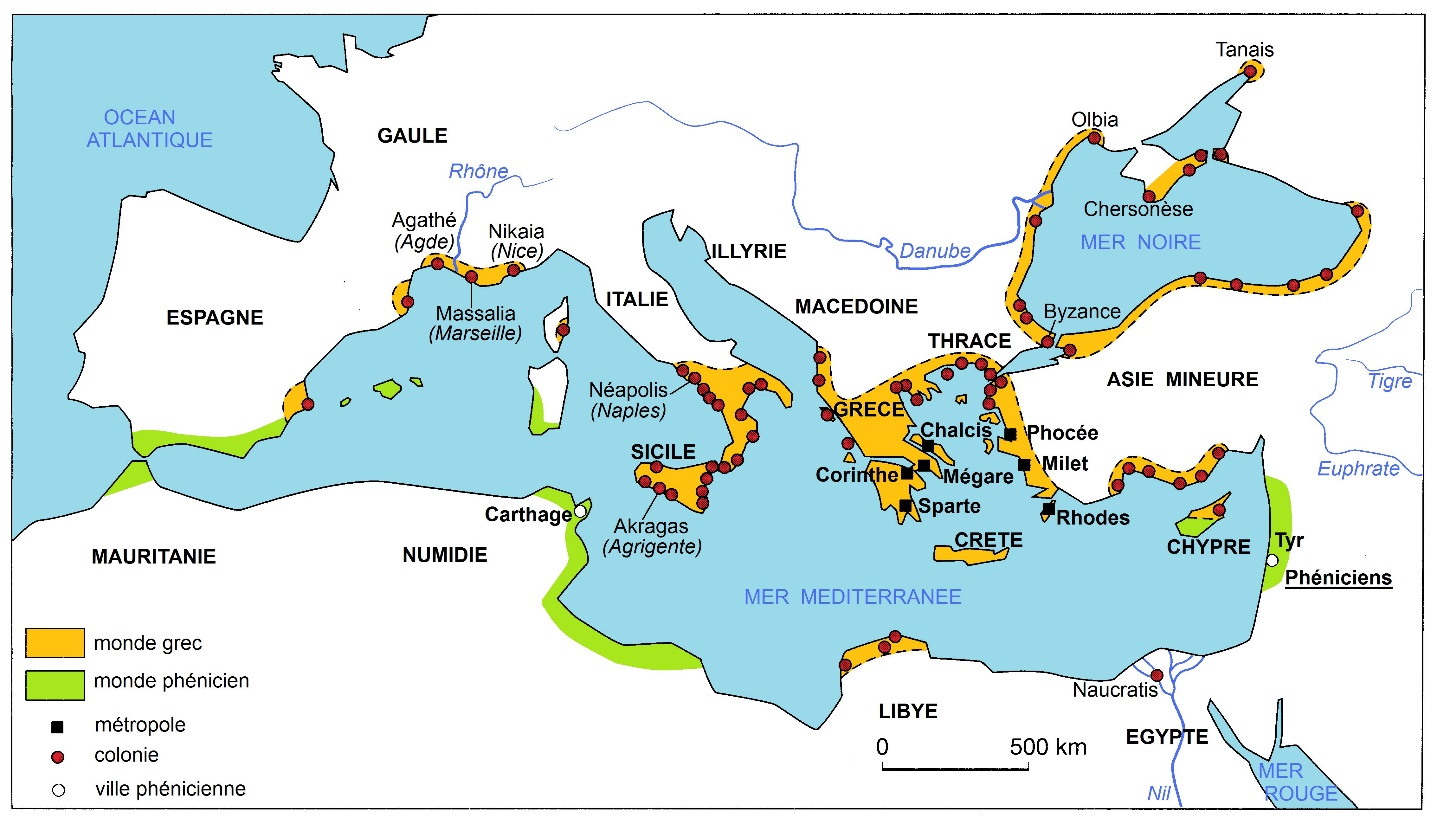 Tanais
OCEAN
ATLANTIQUE
Olbia
GAULE
Rhône
Agathé
(Agde)
Nikaia
(Nice)
Chersonèse
MER NOIRE
ILLYRIE
Danube
ITALIE
MACEDOINE
ESPAGNE
Massalia
(Marseille)
Byzance
THRACE
ASIE MINEURE
Tigre
Néapolis
(Naples)
GRECE
Chalcis
Phocée
SICILE
Milet
Euphrate
Corinthe
Mégare
Sparte
Carthage
Akragas
(Agrigente)
Rhodes
CRETE
CHYPRE
Tyr
Phéniciens
MAURITANIE
NUMIDIE
MER MEDITERRANEE
monde grec
monde phénicien
Naucratis
métropole
LIBYE
EGYPTE
colonie
0 500 km
MER
ROUGE
ville phénicienne
Nil